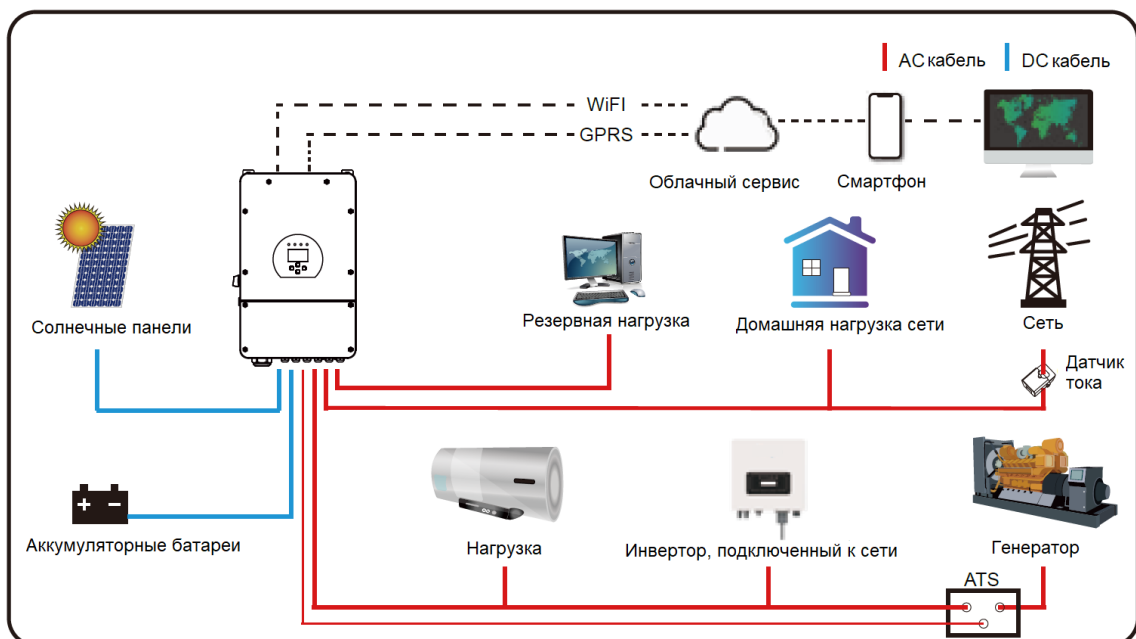 AC кабель
DC кабель
WiFI
GPRS
Облачный сервис
Смартфон
Солнечные панели
Резервная нагрузка
Домашняя нагрузка сети
Сеть
Датчик
тока
Аккумуляторные батареи
Нагрузка
Инвертор, подключенный к сети
Генератор
ATS